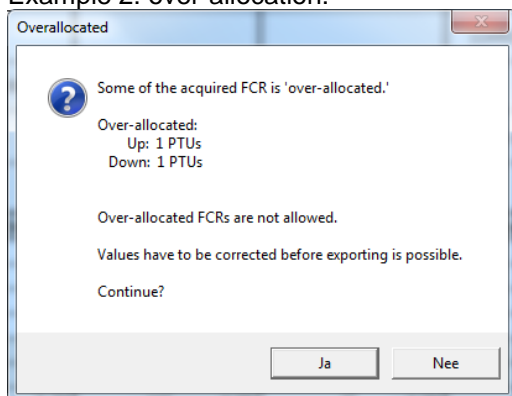 Example 2: over-allocation:
Overallocated
Some of the acquired FCR is 'over-allocated.'
Over-allocated:
Up: 1 PTUs
Down: 1 PTUs
Over-allocated FCRs are not allowed.
Values have to be corrected before exporting is possible.
Continue?
Ja
Nee